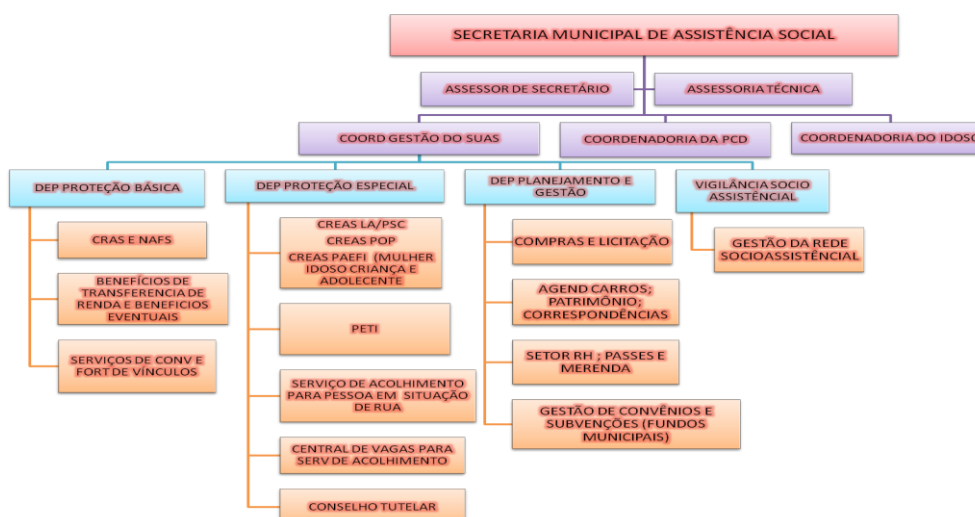 SECRETARIA MUNICIPAL DE ASSISTÊNCIA SOCIAL
ASSESSOR DE SECRETÁRIO
ASSESSORIA TÉCNICA
COORD GESTÃO DO SUAS
COORDENADORIA DA PCD
COORDENADORIA DO IDOSO
DEP PROTEÇÃO BÁSICA
DEP PROTEÇÃO ESPECIAL
DEP PLANEJAMENTO E
GESTÃO
VIGILÂNCIA SOCIO
ASSISTÊNCIAL
CRAS E NAFS
BENEFÍCIOS DE
TRANSFERENCIA DE
RENDA E BENEFICIOS
EVENTUAIS
SERVIÇOS DE CONV E
FORT DE VÍNCULOS
CREAS LA/PSC
CREAS POP
CREAS PAEFI (MULHER
IDOSO CRIANÇA E
ADOLECENTE
PETI
SERVIÇO DE ACOLHIMENTO
PARA PESSOA EM SITUAÇÃO
DE RUA
CENTRAL DE VAGAS PARA
SERV DE ACOLHIMENTO
CONSELHO TUTELAR
COMPRAS E LICITAÇÃO
AGEND CARROS;
PATRIMÔNIO;
CORRESPONDÊNCIAS
SETOR RH ; PASSES E
MERENDA
GESTÃO DE CONVÊNIOS E
SUBVENÇÕES (FUNDOS
MUNICIPAIS)
GESTÃO DA REDE
SOCIOASSISTÊNCIAL